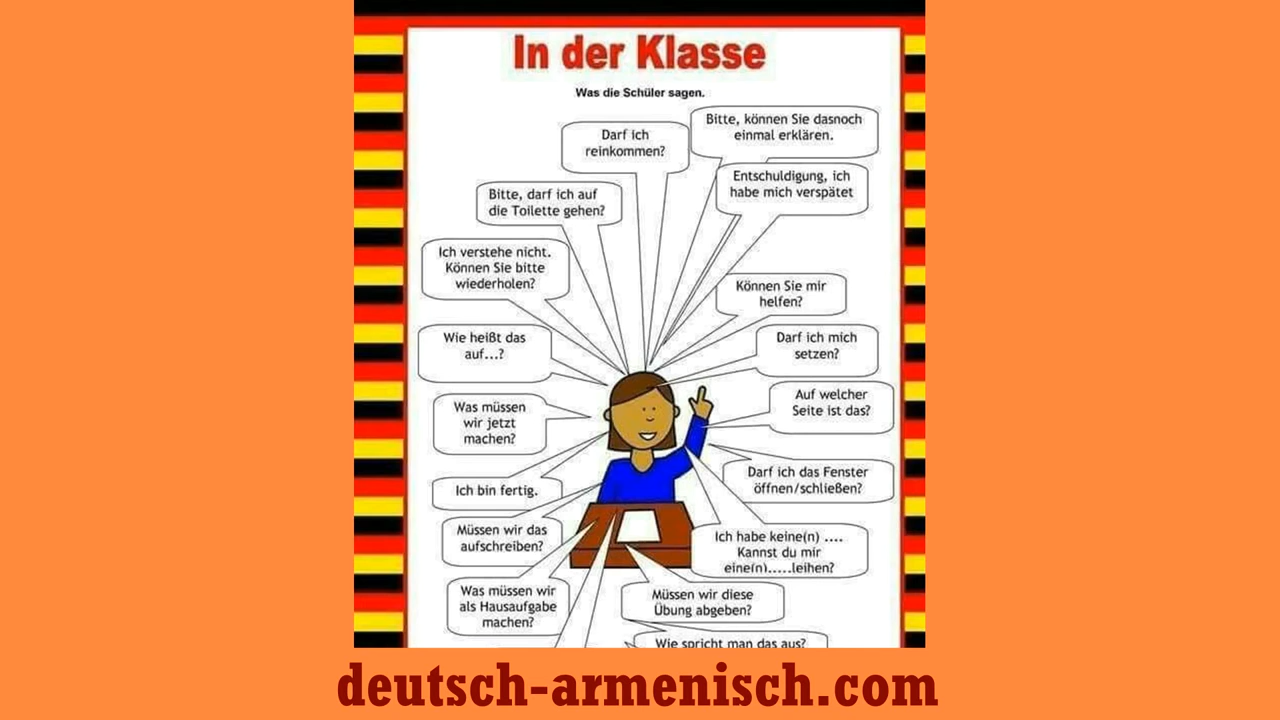 In der Klasse
Was die Schüler sagen.
Darf ich
reinkommen?
Bitte, können Sie dasnoch
einmal erklären.
Entschuldigung, ich
habe mich verspätet
Bitte, darf ich auf
die Toilette gehen?
Ich verstehe nicht.
Können Sie bitte
wiederholen?
Können Sie mir
helfen?
Wie heißt das
auf...?
Darf ich mich
setzen?
Was müssen
wir jetzt
machen?
Auf welcher
Seite ist das?
Ich bin fertig.
Darf ich das Fenster
öffnen/schließen?
Müssen wir das
aufschreiben?
Ich habe keine(n) ....
Kannst du mir
eine(n).....leihen?
Was müssen wir
als Hausaufgabe
machen?
Müssen wir diese
Übung abgeben?
Wie spricht man das aus?
deutsch-armenisch.com